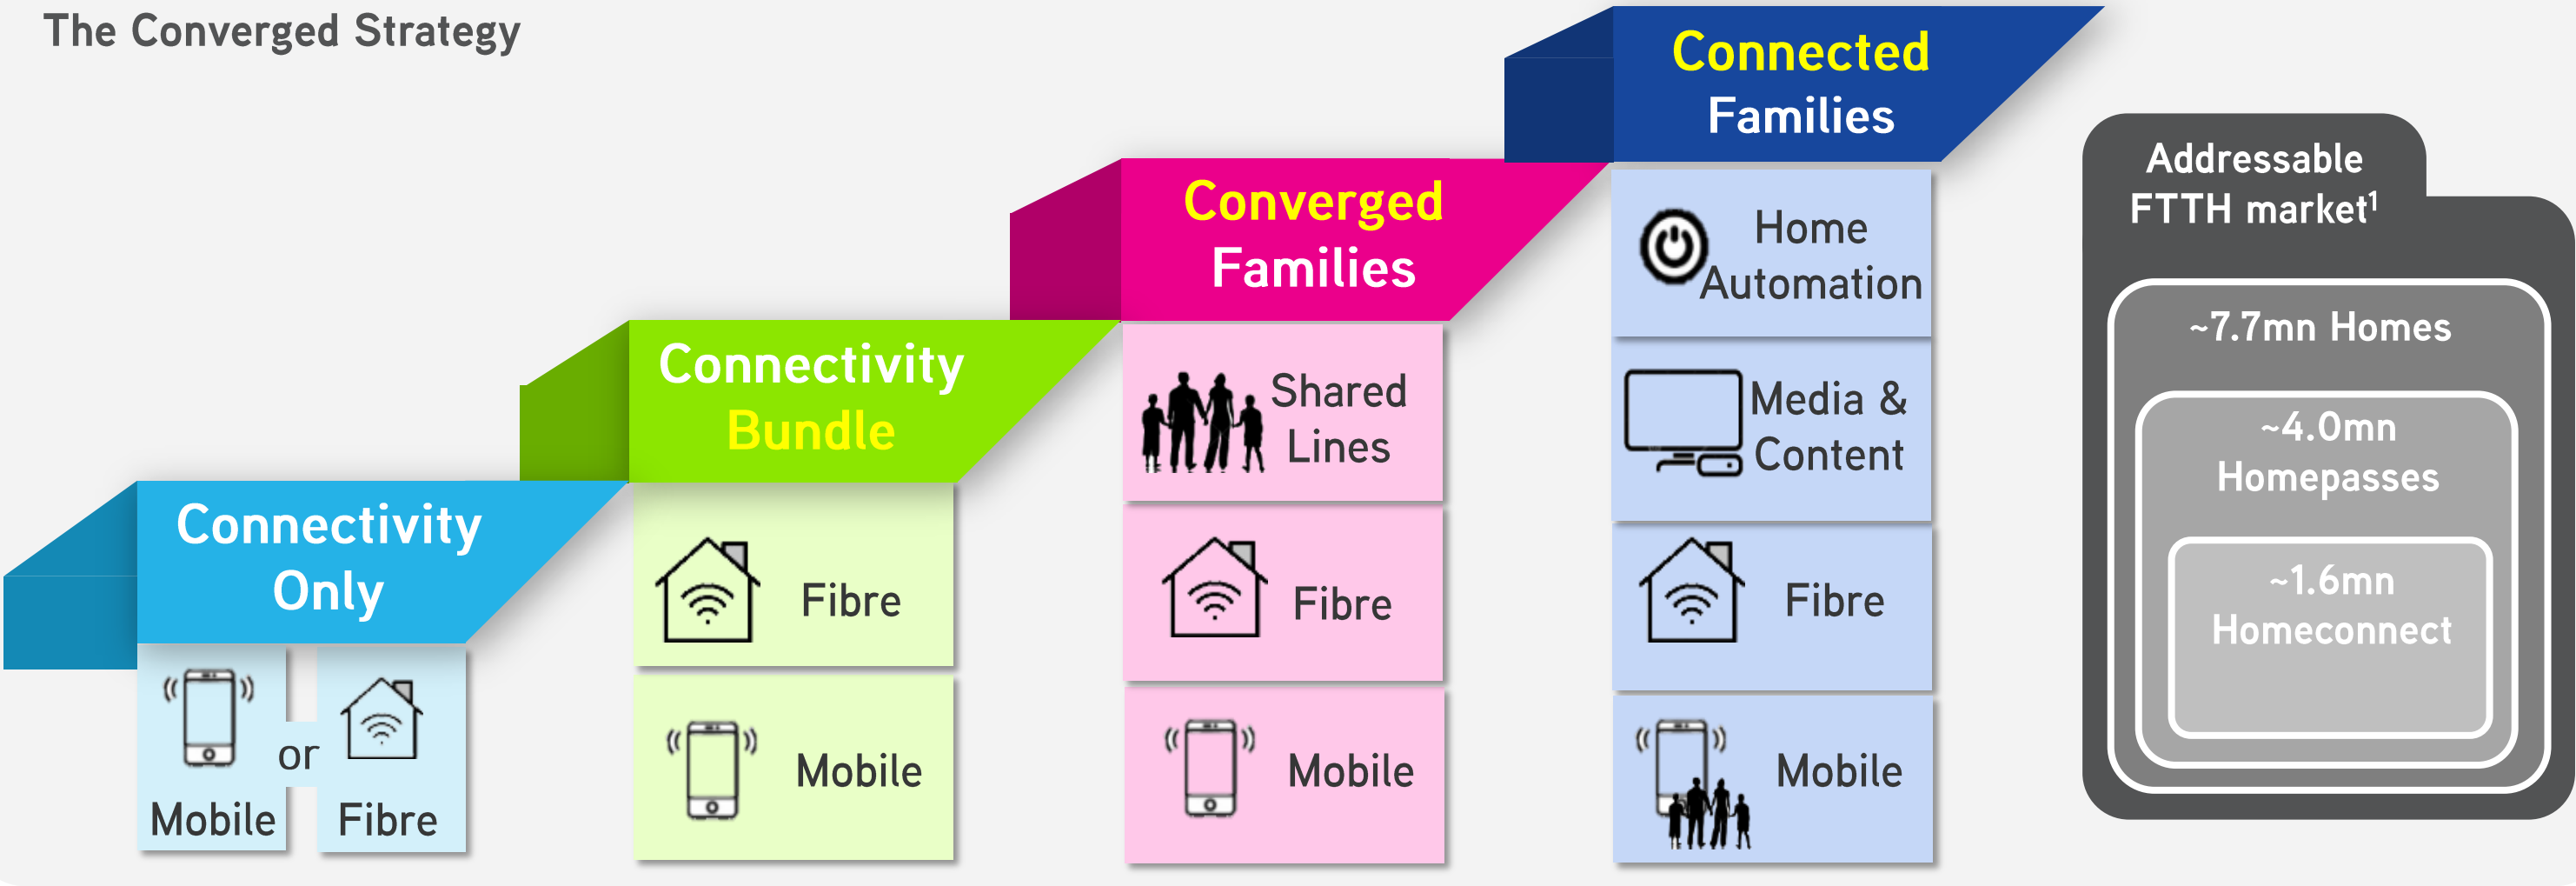 The Converged Strategy
Connectivity
Only
Mobile
or
Fibre
Connectivity
Bundle
Fibre
Mobile
Converged
Families
Shared
Lines
Fibre
Mobile
Connected
Families
Home
Automation
Media &
Content
Fibre
Mobile
Addressable
FTTH market¹
~7.7mn Homes
~4.0mn
Homepasses
~1.6mn
Homeconnect